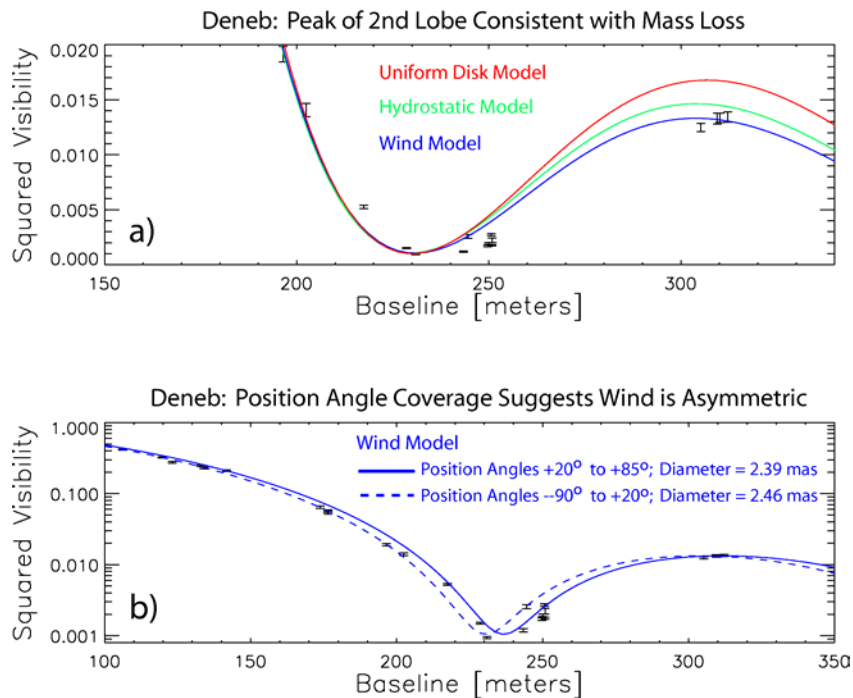 Deneb: Peak of 2nd Lobe Consistent with Mass Loss
Squared Visibility
0.020
0.015
0.010
0.005
0.000
Uniform Disk Model
Hydrostatic Model
Wind Model
a)
150
200
250
300
Baseline [meters]
Deneb: Position Angle Coverage Suggests Wind is Asymmetric
Squared Visibility
1.000
0.100
0.010
0.001
Wind Model
Position Angles +20° to +85°; Diameter = 2.39 mas
Position Angles --90° to +20°; Diameter = 2.46 mas
b)
100
150
200
250
300
350
Baseline [meters]